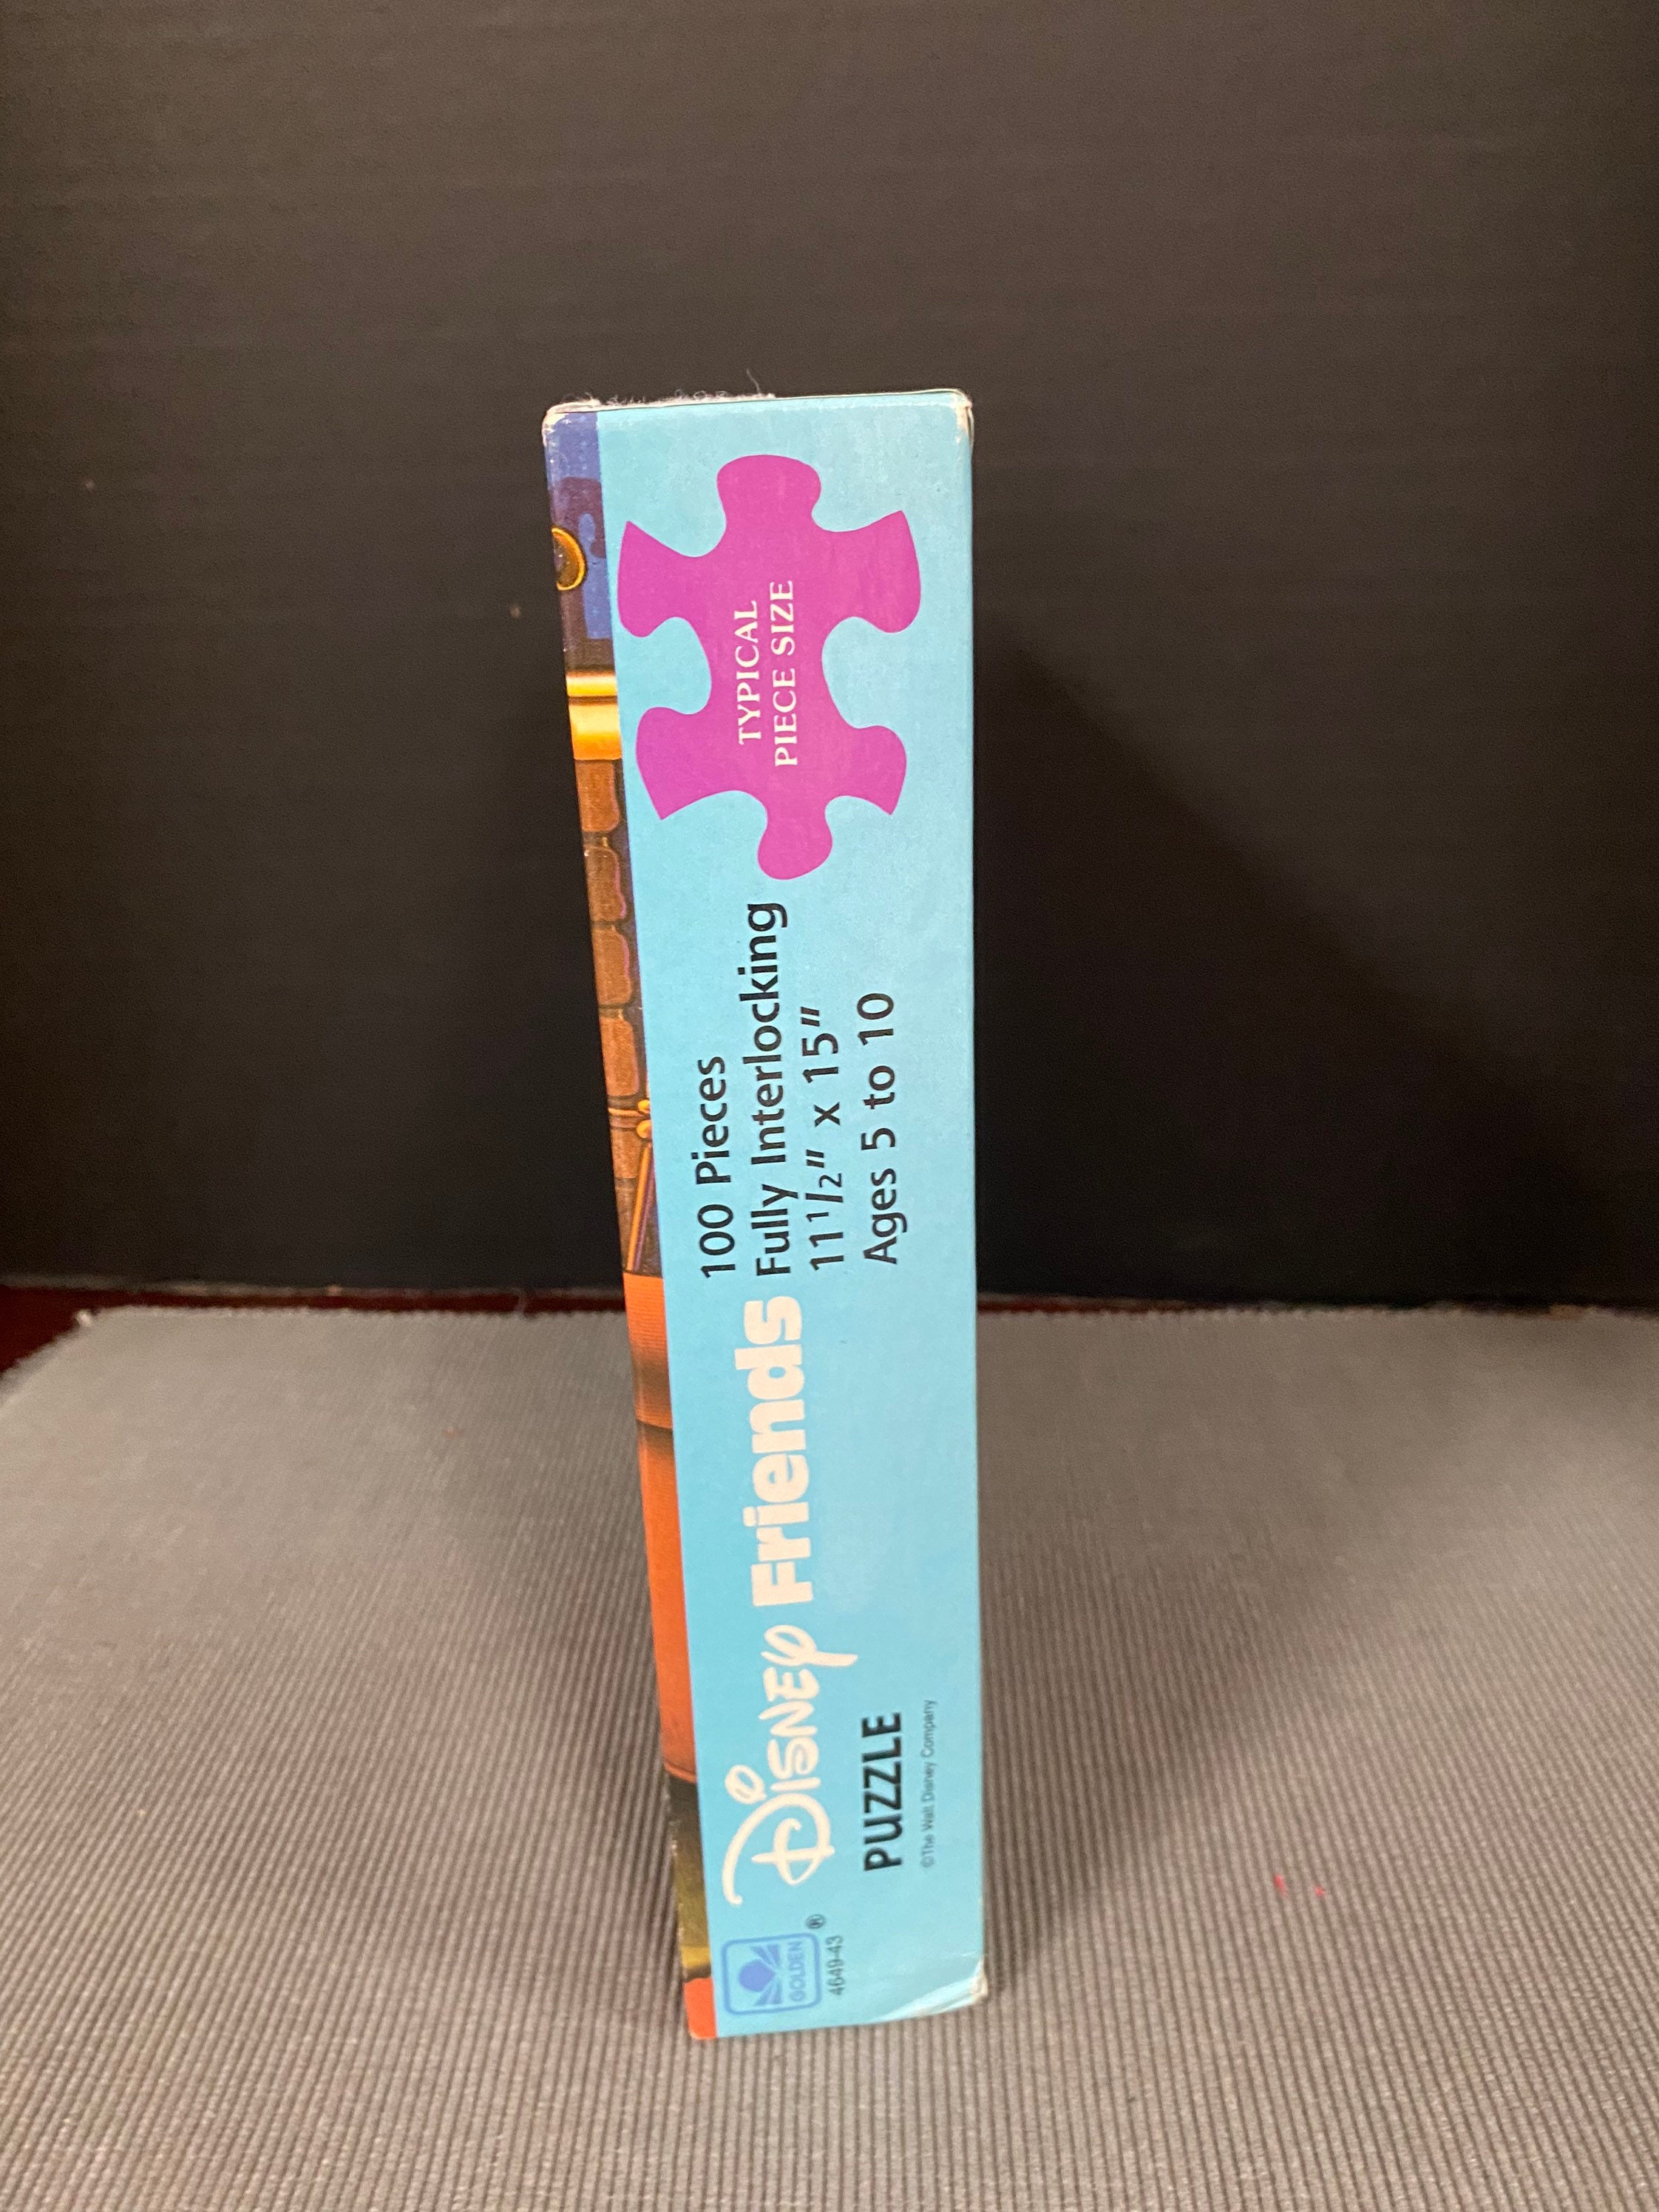 GOLDEN
®
4649-43
Disney Friends
PUZZLE
©The Walt Disney Company
100 Pieces
Fully Interlocking
11 1/2" x 15"
Ages 5 to 10
TYPICAL
PIECE SIZE